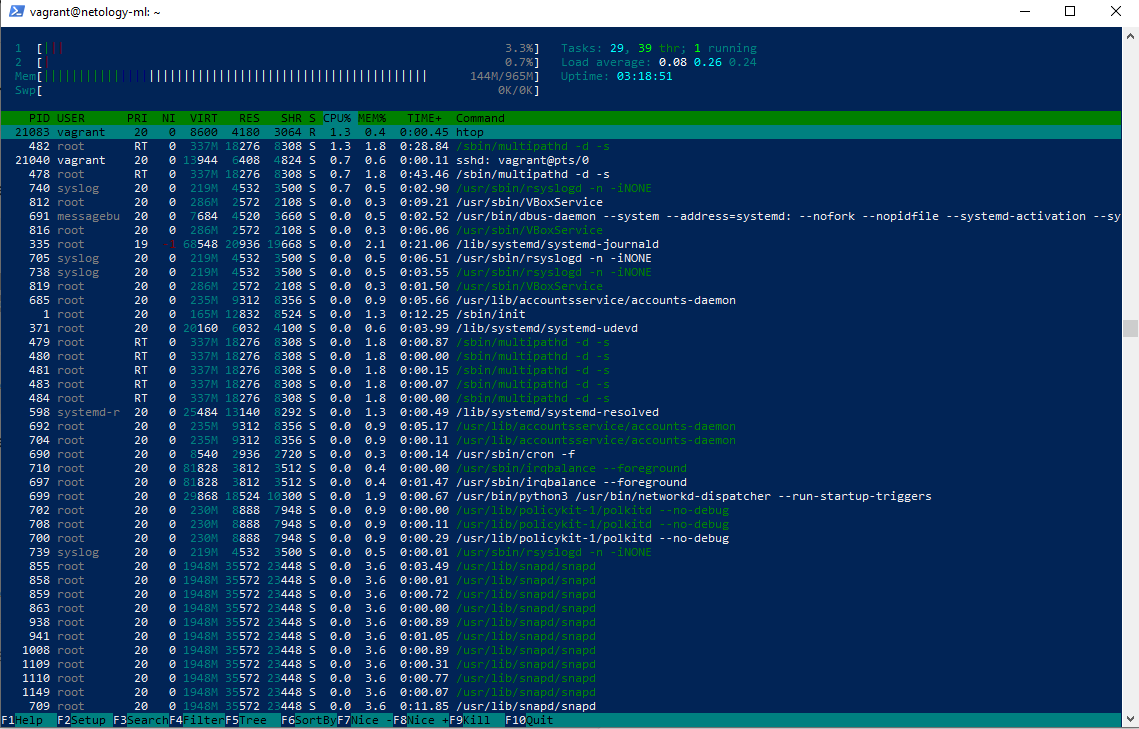 vagrant@netology-ml: ~
1 [||| 3.3%] Tasks: 29, 39 thr; 1 running
2 [| 0.7%] Load average: 0.08 0.26 0.24
Mem[||||||||||||||||||||||||||||||||||||||||||||||||||||||| 144M/965M] Uptime: 03:18:51
Swp[ 0K/0K]
PID USER PRI NI VIRT RES SHR S CPU% MEM% TIME+ Command
21083 vagrant 20 0 8600 4180 3064 R 1.3 0.4 0:00.45 htop
482 root RT 0 337M 18276 8308 S 1.3 1.8 0:28.84 /sbin/multipathd -d -s
21040 vagrant 20 0 13944 6408 4824 S 0.7 0.6 0:00.11 sshd: vagrant@pts/0
478 root RT 0 337M 18276 8308 S 0.7 1.8 0:43.46 /sbin/multipathd -d -s
740 syslog 20 0 219M 4532 3500 S 0.7 0.5 0:02.90 /usr/sbin/rsyslogd -n -iNONE
812 root 20 0 286M 2572 2108 S 0.0 0.3 0:09.21 /usr/sbin/VBoxService
691 messagebu 20 0 7684 4520 3660 S 0.0 0.5 0:02.52 /usr/bin/dbus-daemon --system --address=systemd: --nofork --nopidfile --systemd-activation --sy
816 root 20 0 286M 2572 2108 S 0.0 0.3 0:06.06 /usr/sbin/VBoxService
335 root 19 -1 68548 20936 19668 S 0.0 2.1 0:21.06 /lib/systemd/systemd-journald
705 syslog 20 0 219M 4532 3500 S 0.0 0.5 0:06.51 /usr/sbin/rsyslogd -n -iNONE
738 syslog 20 0 219M 4532 3500 S 0.0 0.5 0:03.55 /usr/sbin/rsyslogd -n -iNONE
819 root 20 0 286M 2572 2108 S 0.0 0.3 0:01.50 /usr/sbin/VBoxService
685 root 20 0 235M 9312 8356 S 0.0 0.9 0:05.66 /usr/lib/accountsservice/accounts-daemon
1 root 20 0 165M 12832 8524 S 0.0 1.3 0:12.25 /sbin/init
371 root 20 0 20160 6032 4100 S 0.0 0.6 0:03.99 /lib/systemd/systemd-udevd
479 root RT 0 337M 18276 8308 S 0.0 1.8 0:00.87 /sbin/multipathd -d -s
480 root RT 0 337M 18276 8308 S 0.0 1.8 0:00.00 /sbin/multipathd -d -s
481 root RT 0 337M 18276 8308 S 0.0 1.8 0:00.15 /sbin/multipathd -d -s
483 root RT 0 337M 18276 8308 S 0.0 1.8 0:00.07 /sbin/multipathd -d -s
484 root RT 0 337M 18276 8308 S 0.0 1.8 0:00.00 /sbin/multipathd -d -s
598 systemd-r 20 0 25484 13140 8292 S 0.0 1.3 0:00.49 /lib/systemd/systemd-resolved
692 root 20 0 235M 9312 8356 S 0.0 0.9 0:05.17 /usr/lib/accountsservice/accounts-daemon
704 root 20 0 235M 9312 8356 S 0.0 0.9 0:00.11 /usr/lib/accountsservice/accounts-daemon
690 root 20 0 8540 2936 2720 S 0.0 0.3 0:00.14 /usr/sbin/cron -f
710 root 20 0 81828 3812 3512 S 0.0 0.4 0:00.00 /usr/sbin/irqbalance --foreground
697 root 20 0 81828 3812 3512 S 0.0 0.4 0:01.47 /usr/sbin/irqbalance --foreground
699 root 20 0 29868 18524 10300 S 0.0 1.9 0:00.67 /usr/bin/python3 /usr/bin/networkd-dispatcher --run-startup-triggers
702 root 20 0 230M 8888 7948 S 0.0 0.9 0:00.00 /usr/lib/policykit-1/polkitd --no-debug
708 root 20 0 230M 8888 7948 S 0.0 0.9 0:00.11 /usr/lib/policykit-1/polkitd --no-debug
700 root 20 0 230M 8888 7948 S 0.0 0.9 0:00.29 /usr/lib/policykit-1/polkitd --no-debug
739 syslog 20 0 219M 4532 3500 S 0.0 0.5 0:00.01 /usr/sbin/rsyslogd -n -iNONE
855 root 20 0 1948M 35572 23448 S 0.0 3.6 0:03.49 /usr/lib/snapd/snapd
858 root 20 0 1948M 35572 23448 S 0.0 3.6 0:00.01 /usr/lib/snapd/snapd
859 root 20 0 1948M 35572 23448 S 0.0 3.6 0:00.72 /usr/lib/snapd/snapd
863 root 20 0 1948M 35572 23448 S 0.0 3.6 0:00.00 /usr/lib/snapd/snapd
938 root 20 0 1948M 35572 23448 S 0.0 3.6 0:00.89 /usr/lib/snapd/snapd
941 root 20 0 1948M 35572 23448 S 0.0 3.6 0:01.05 /usr/lib/snapd/snapd
1008 root 20 0 1948M 35572 23448 S 0.0 3.6 0:00.89 /usr/lib/snapd/snapd
1109 root 20 0 1948M 35572 23448 S 0.0 3.6 0:00.31 /usr/lib/snapd/snapd
1110 root 20 0 1948M 35572 23448 S 0.0 3.6 0:00.77 /usr/lib/snapd/snapd
1149 root 20 0 1948M 35572 23448 S 0.0 3.6 0:00.07 /usr/lib/snapd/snapd
709 root 20 0 1948M 35572 23448 S 0.0 3.6 0:11.85 /usr/lib/snapd/snapd
F1Help F2Setup F3SearchF4FilterF5Tree F6SortByF7Nice -F8Nice +F9Kill F10Quit